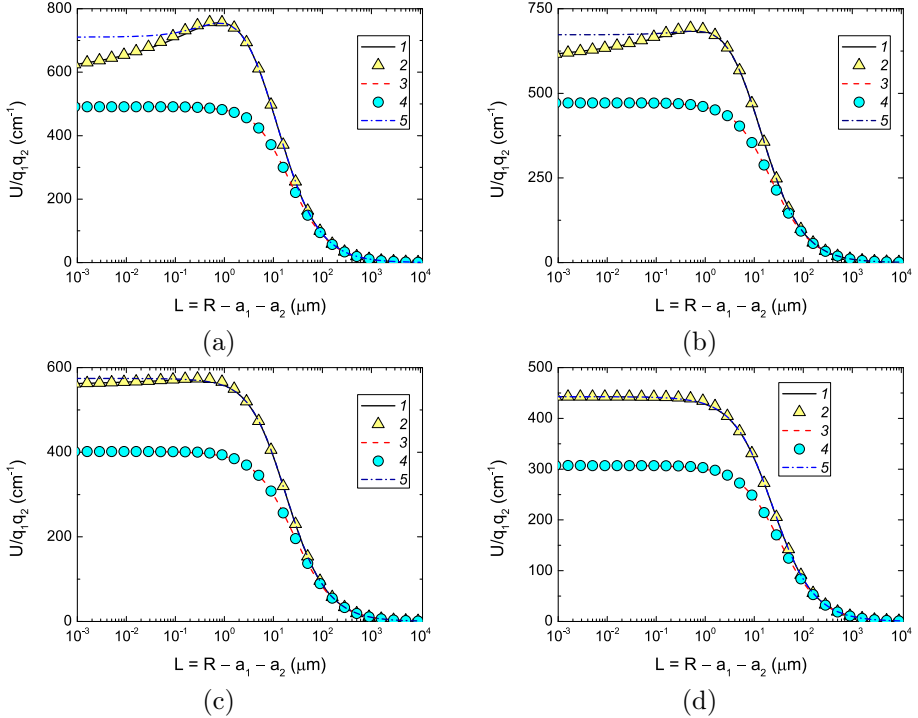 800
600
400
200
0
U/q₁q₂ (cm⁻¹)
10⁻³ 10⁻² 10⁻¹ 10⁰ 10¹ 10² 10³ 10⁴
L = R − a₁ − a₂ (μm)
1
2
3
4
5
(a)
750
500
250
0
U/q₁q₂ (cm⁻¹)
10⁻³ 10⁻² 10⁻¹ 10⁰ 10¹ 10² 10³ 10⁴
L = R − a₁ − a₂ (μm)
1
2
3
4
5
(b)
600
400
200
0
U/q₁q₂ (cm⁻¹)
10⁻³ 10⁻² 10⁻¹ 10⁰ 10¹ 10² 10³ 10⁴
L = R − a₁ − a₂ (μm)
1
2
3
4
5
(c)
500
400
300
200
100
0
U/q₁q₂ (cm⁻¹)
10⁻³ 10⁻² 10⁻¹ 10⁰ 10¹ 10² 10³ 10⁴
L = R − a₁ − a₂ (μm)
1
2
3
4
5
(d)